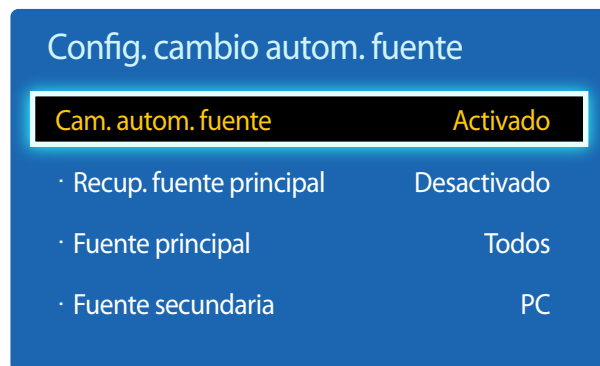 Config. cambio autom. fuente
Cam. autom. fuente Activado
· Recup. fuente principal Desactivado
· Fuente principal Todos
· Fuente secundaria PC